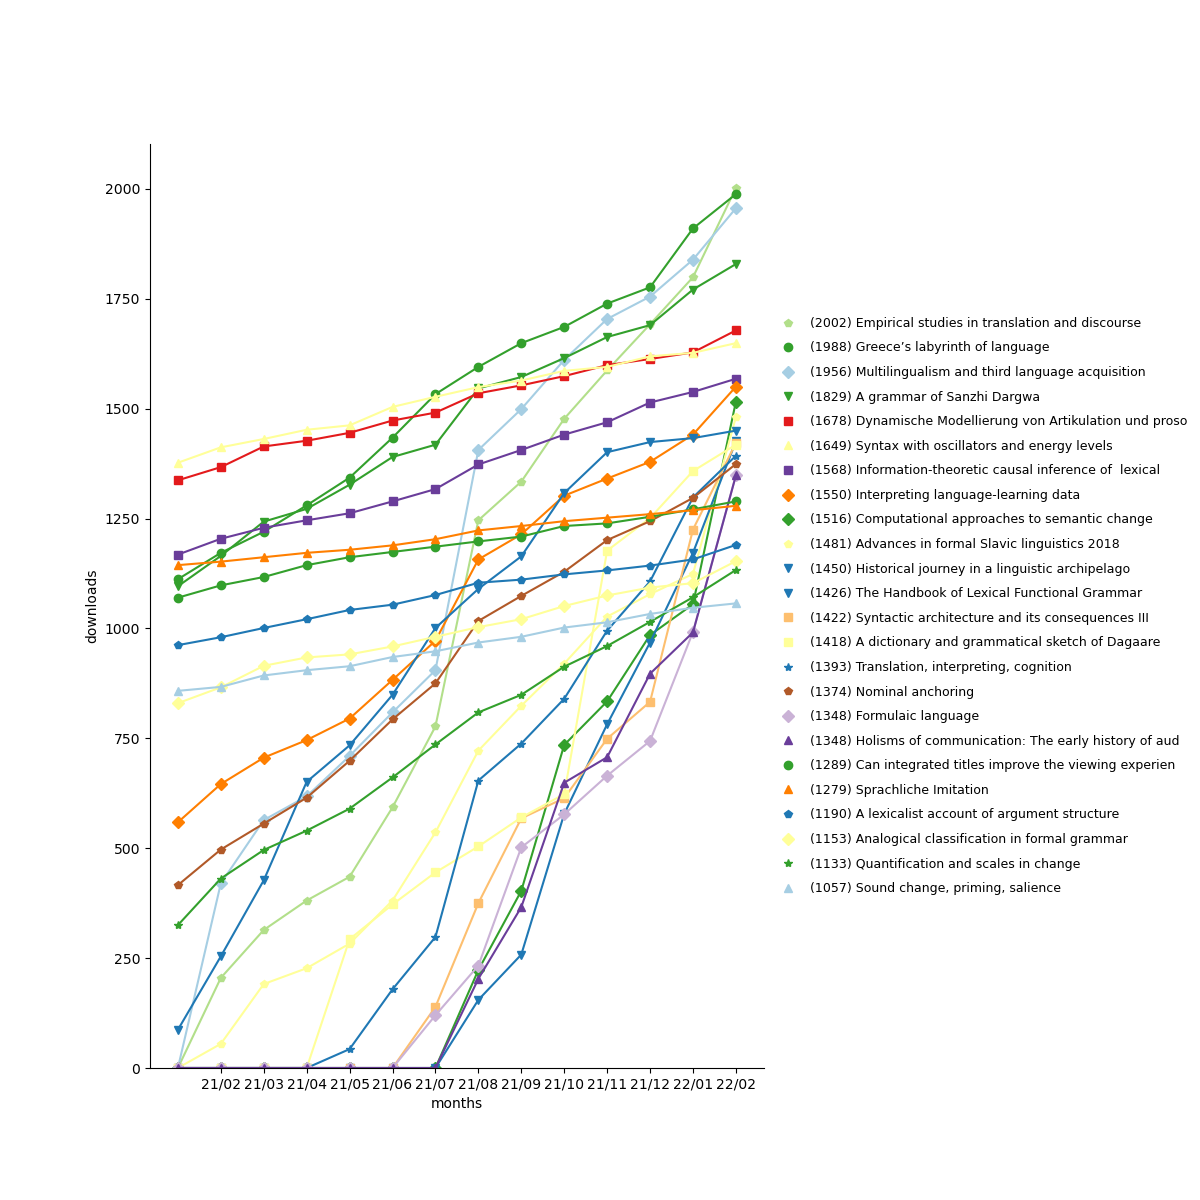 2000
1750
1500
1250
1000
750
500
250
0
downloads
21/02 21/03 21/04 21/05 21/06 21/07 21/08 21/09 21/10 21/11 21/12 22/01 22/02
months
(2002) Empirical studies in translation and discourse
(1988) Greece’s labyrinth of language
(1956) Multilingualism and third language acquisition
(1829) A grammar of Sanzhi Dargwa
(1678) Dynamische Modellierung von Artikulation und proso
(1649) Syntax with oscillators and energy levels
(1568) Information-theoretic causal inference of  lexical
(1550) Interpreting language-learning data
(1516) Computational approaches to semantic change
(1481) Advances in formal Slavic linguistics 2018
(1450) Historical journey in a linguistic archipelago
(1426) The Handbook of Lexical Functional Grammar
(1422) Syntactic architecture and its consequences III
(1418) A dictionary and grammatical sketch of Dagaare
(1393) Translation, interpreting, cognition
(1374) Nominal anchoring
(1348) Formulaic language
(1348) Holisms of communication: The early history of aud
(1289) Can integrated titles improve the viewing experien
(1279) Sprachliche Imitation
(1190) A lexicalist account of argument structure
(1153) Analogical classification in formal grammar
(1133) Quantification and scales in change
(1057) Sound change, priming, salience